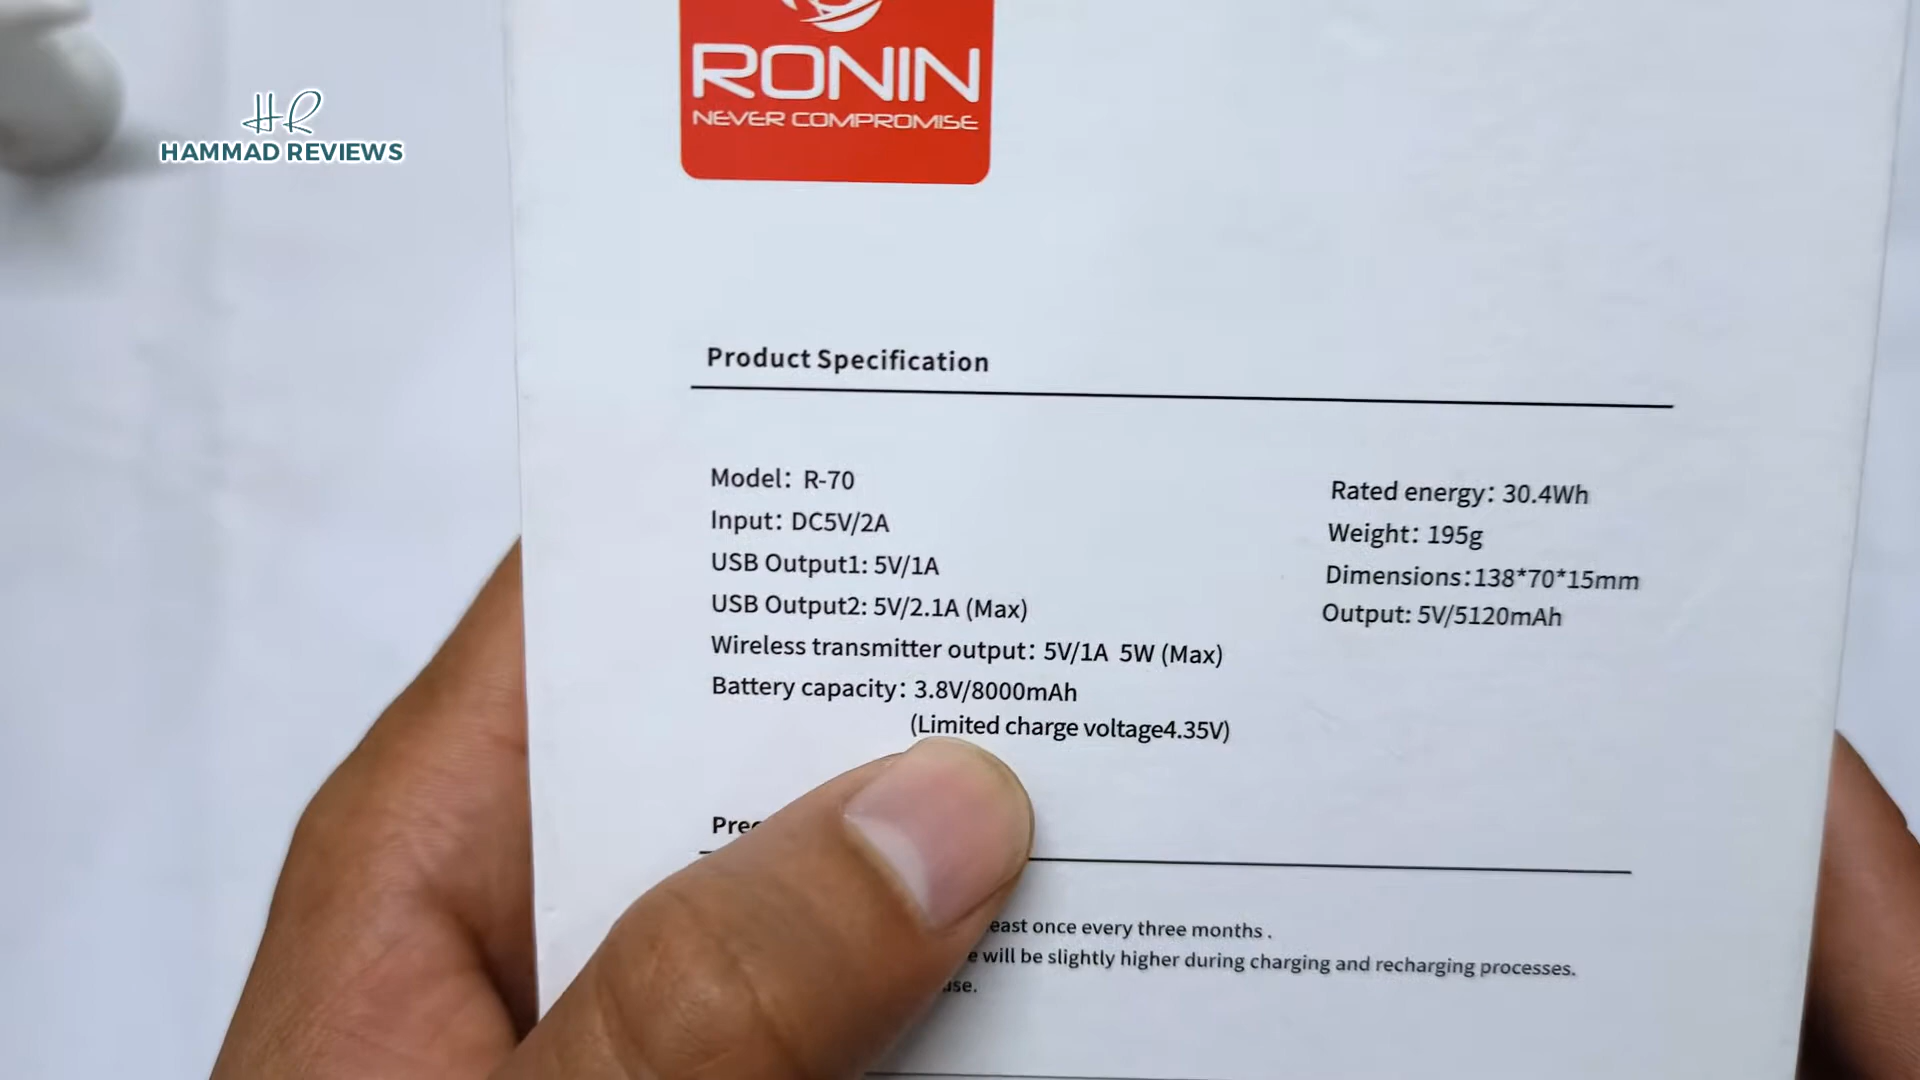 HR
HAMMAD REVIEWS
RONIN
NEVER COMPROMISE
Product Specification
Model: R-70
Input: DC5V/2A
USB Output1: 5V/1A
USB Output2: 5V/2.1A (Max)
Wireless transmitter output: 5V/1A 5W (Max)
Battery capacity: 3.8V/8000mAh
(Limited charge voltage4.35V)
Rated energy: 30.4Wh
Weight: 195g
Dimensions:138*70*15mm
Output: 5V/5120mAh
once every three months .
will be slightly higher during charging and recharging processes.